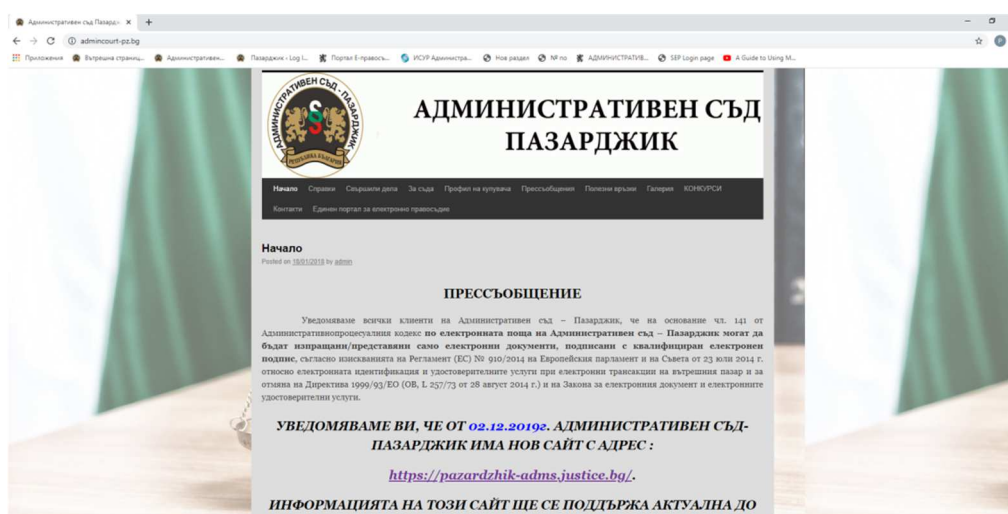 Административен съд Пазардж
admincourt-pz.bg
Приложения Вътрешна страниц... Административен... Пазарджик - Log I... Портал Е-правосъ... ИСУР Администра... Нов раздел № по АДМИНИСТРАТИВ... SEP Login page A Guide to Using M...
АДМИНИСТРАТИВЕН СЪД - ПАЗАРДЖИК
РЕПУБЛИКА БЪЛГАРИЯ
АДМИНИСТРАТИВЕН СЪД
ПАЗАРДЖИК
Начало Справки Свършили дела За съда Профил на купувача Прессъобщения Полезни връзки Галерия КОНКУРСИ
Контакти Единен портал за електронно правосъдие
Начало
Posted on 18/01/2018 by admin
ПРЕССЪОБЩЕНИЕ
Уведомяваме всички клиенти на Административен съд – Пазарджик, че на основание чл. 141 от
Административнопроцесуалния кодекс по електронната поща на Административен съд – Пазарджик могат да
бъдат изпращани/представяни само електронни документи, подписани с квалифициран електронен
подпис, съгласно изискванията на Регламент (ЕС) № 910/2014 на Европейския парламент и на Съвета от 23 юли 2014 г.
относно електронната идентификация и удостоверителните услуги при електронни трансакции на вътрешния пазар и за
отмяна на Директива 1999/93/ЕО (ОВ, L 257/73 от 28 август 2014 г.) и на Закона за електронния документ и електронните
удостоверителни услуги.
УВЕДОМЯВАМЕ ВИ, ЧЕ ОТ 02.12.2019г. АДМИНИСТРАТИВЕН СЪД-
ПАЗАРДЖИК ИМА НОВ САЙТ С АДРЕС :
https://pazardzhik-adms.justice.bg/.
ИНФОРМАЦИЯТА НА ТОЗИ САЙТ ЩЕ СЕ ПОДДЪРЖА АКТУАЛНА ДО